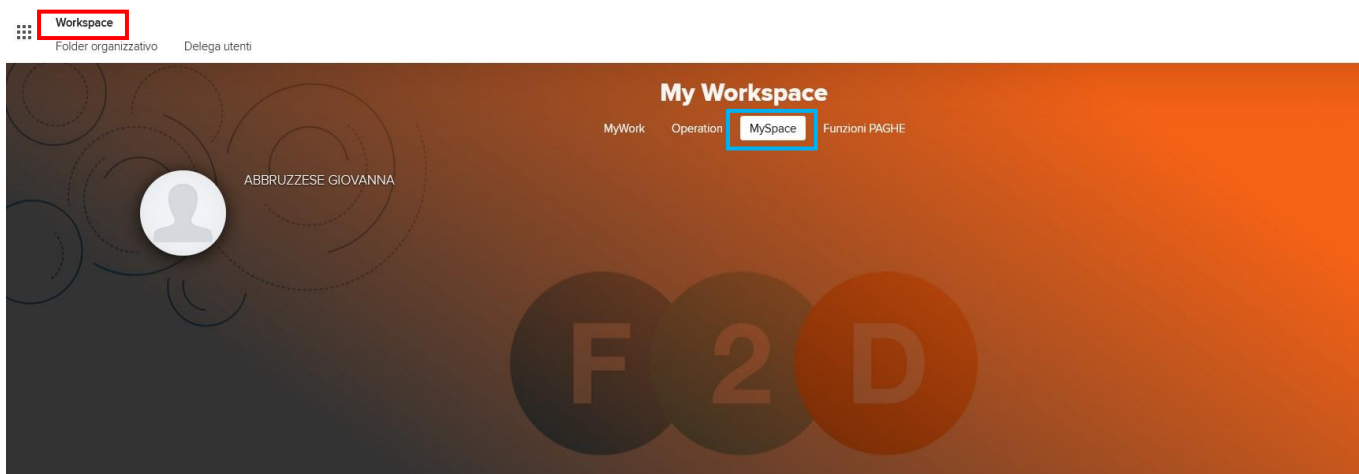 Workspace
Folder organizzativo Delega utenti
My Workspace
MyWork Operation MySpace Funzioni PAGHE
ABBRUZZESE GIOVANNA
F 2 D